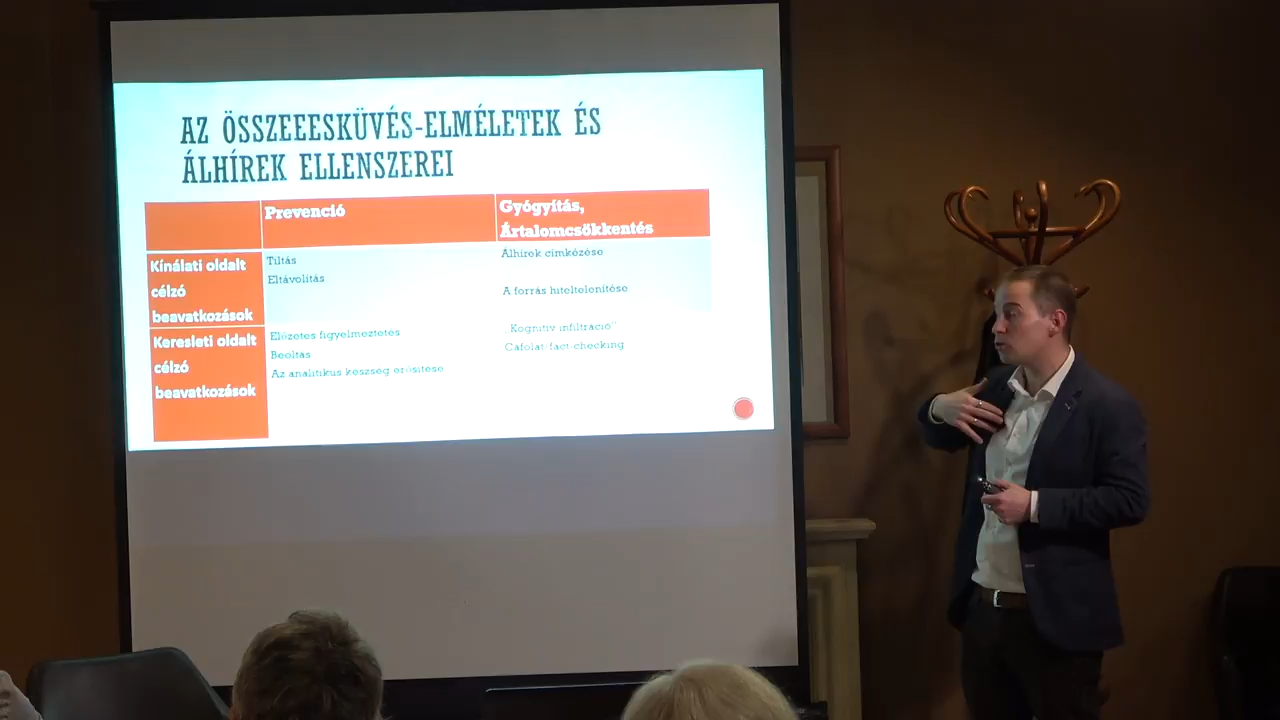 AZ ÖSSZEEESKÜVÉS-ELMÉLETEK ÉS
ÁLHÍREK ELLENSZEREI
Prevenció
Gyógyítás,
Ártalomcsökkentés
Kínálati oldalt
célzó
beavatkozások
Tiltás
Eltávolítás
Álhírek címkézése
A forrás hiteltelenítése
Keresleti oldalt
célzó
beavatkozások
Előzetes figyelmeztetés
Beoltás
Az analitikus készség erősítése
„Kognitív infiltráció"
Cáfolat/fact-checking